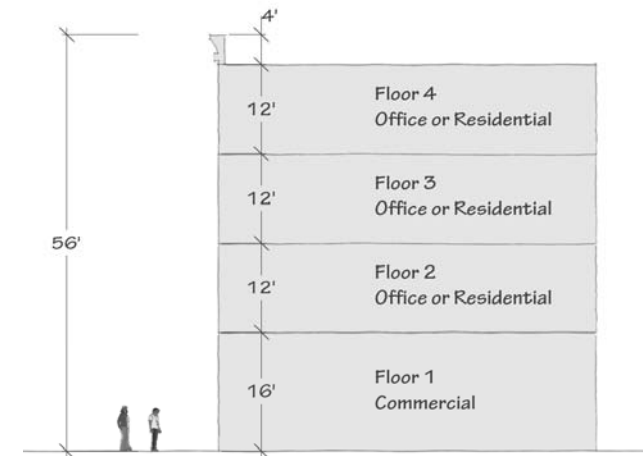 4'
12'
Floor 4
Office or Residential
12'
Floor 3
Office or Residential
56'
12'
Floor 2
Office or Residential
16'
Floor 1
Commercial